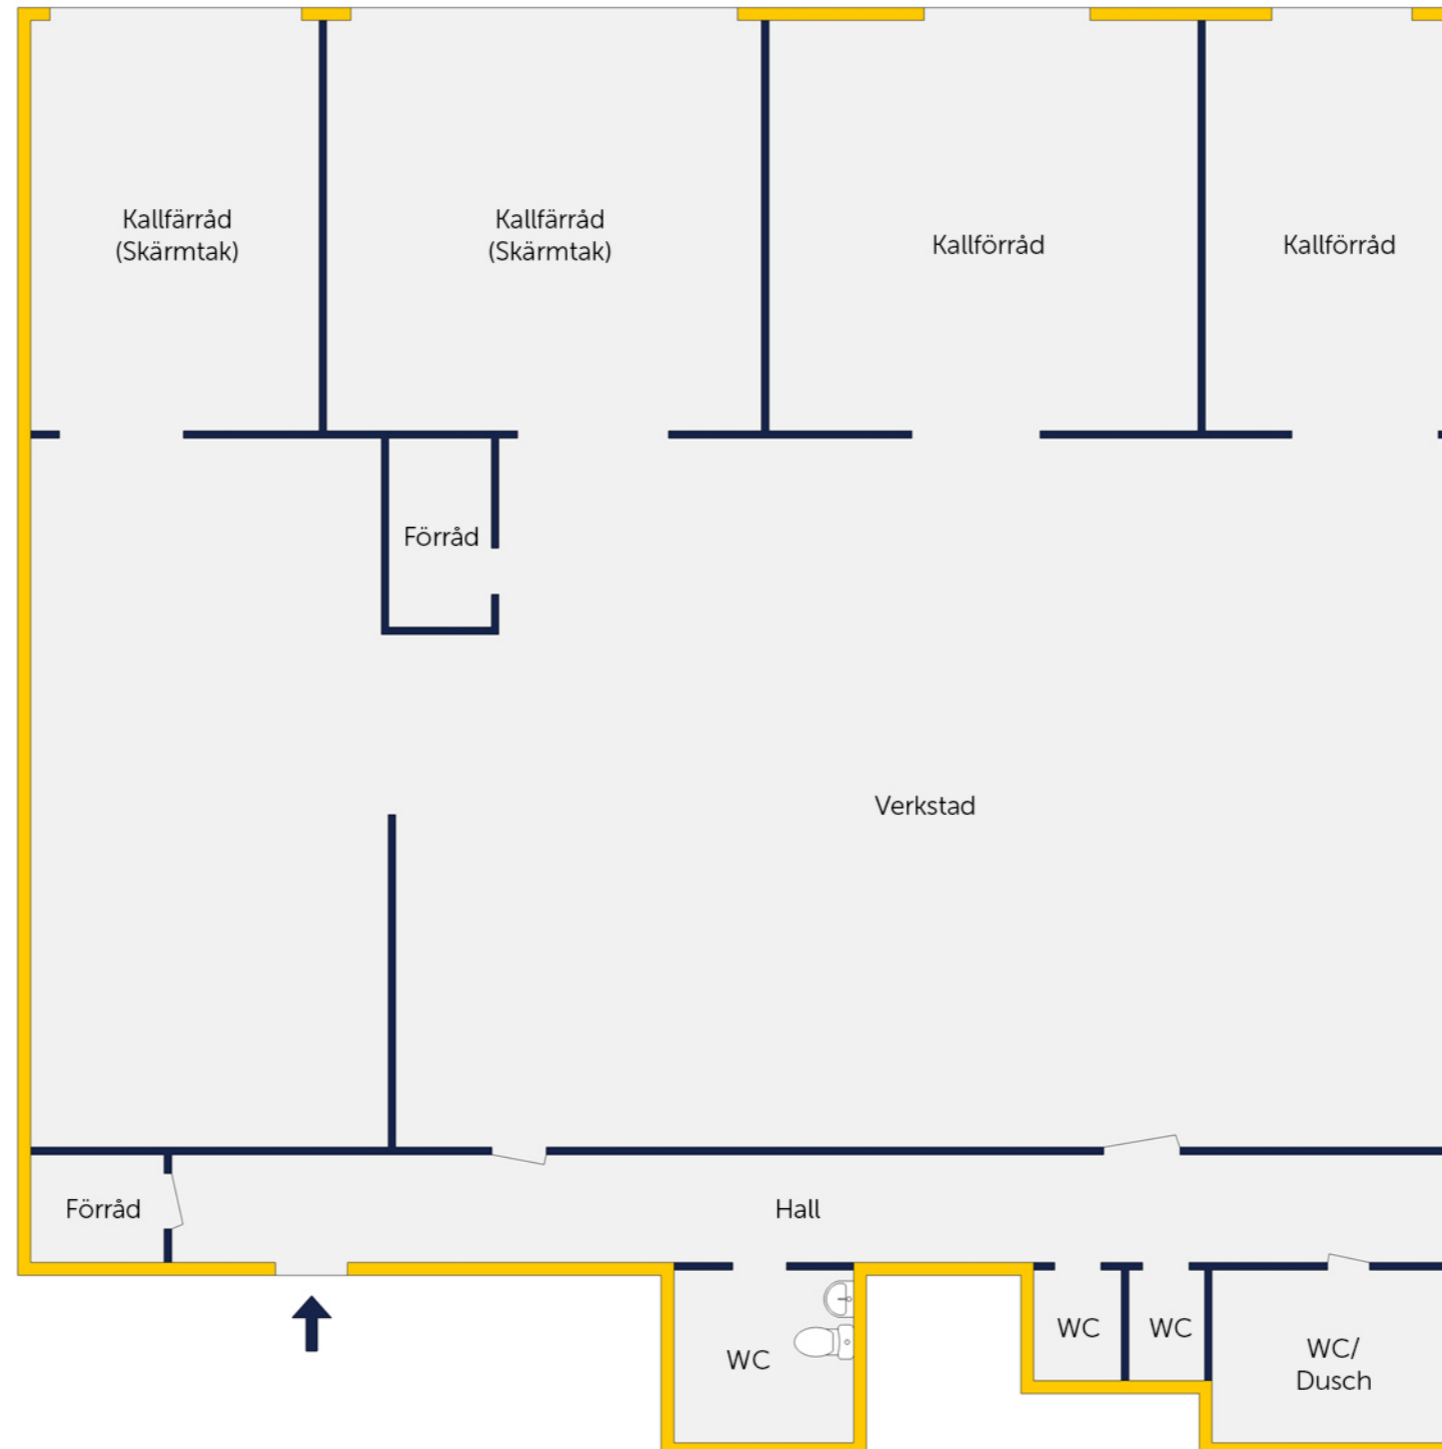 Kallfärråd
(Skärmtak)
Kallfärråd
(Skärmtak)
Kallförråd
Kallförråd
Förråd
Verkstad
Förråd
Hall
WC
WC
WC
WC/
Dusch